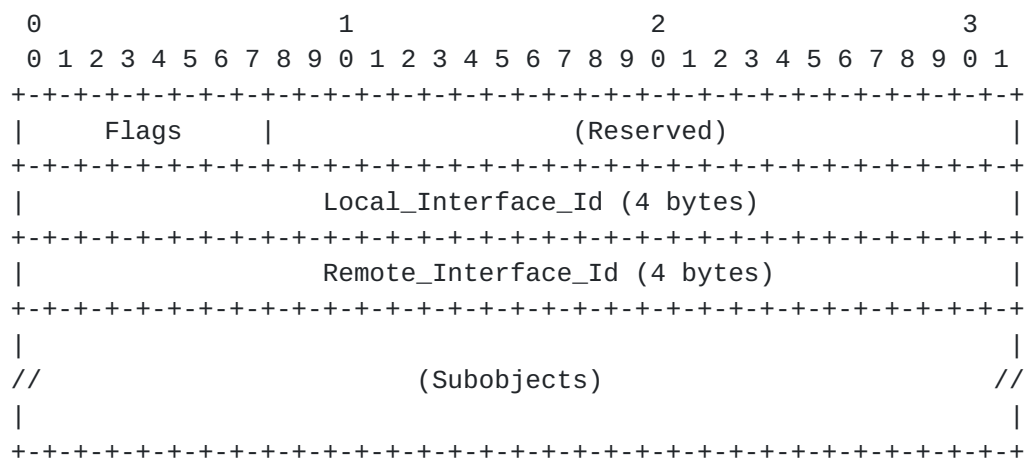 0                   1                   2                   3
 0 1 2 3 4 5 6 7 8 9 0 1 2 3 4 5 6 7 8 9 0 1 2 3 4 5 6 7 8 9 0 1
+-+-+-+-+-+-+-+-+-+-+-+-+-+-+-+-+-+-+-+-+-+-+-+-+-+-+-+-+-+-+-+-+
|     Flags     |                   (Reserved)                  |
+-+-+-+-+-+-+-+-+-+-+-+-+-+-+-+-+-+-+-+-+-+-+-+-+-+-+-+-+-+-+-+-+
|                   Local_Interface_Id (4 bytes)                |
+-+-+-+-+-+-+-+-+-+-+-+-+-+-+-+-+-+-+-+-+-+-+-+-+-+-+-+-+-+-+-+-+
|                   Remote_Interface_Id (4 bytes)               |
+-+-+-+-+-+-+-+-+-+-+-+-+-+-+-+-+-+-+-+-+-+-+-+-+-+-+-+-+-+-+-+-+
|                                                               |
//                        (Subobjects)                         //
|                                                               |
+-+-+-+-+-+-+-+-+-+-+-+-+-+-+-+-+-+-+-+-+-+-+-+-+-+-+-+-+-+-+-+-+